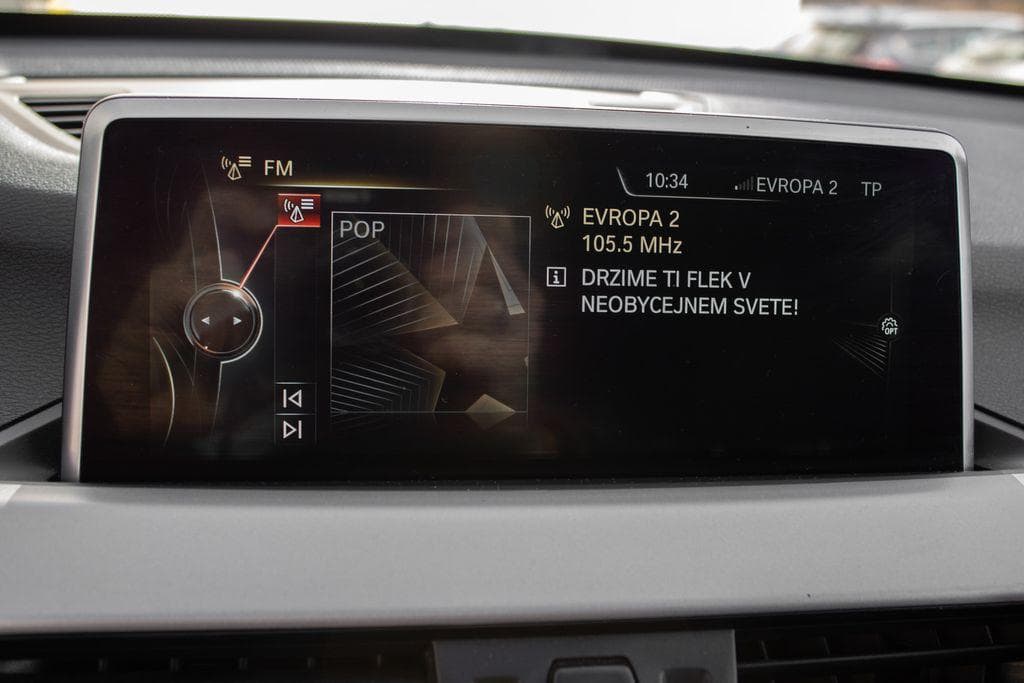 FM
10:34
EVROPA 2
TP
POP
EVROPA 2
105.5 MHz
DRZIME TI FLEK V
NEOBYCEJNEM SVETE!
OPT